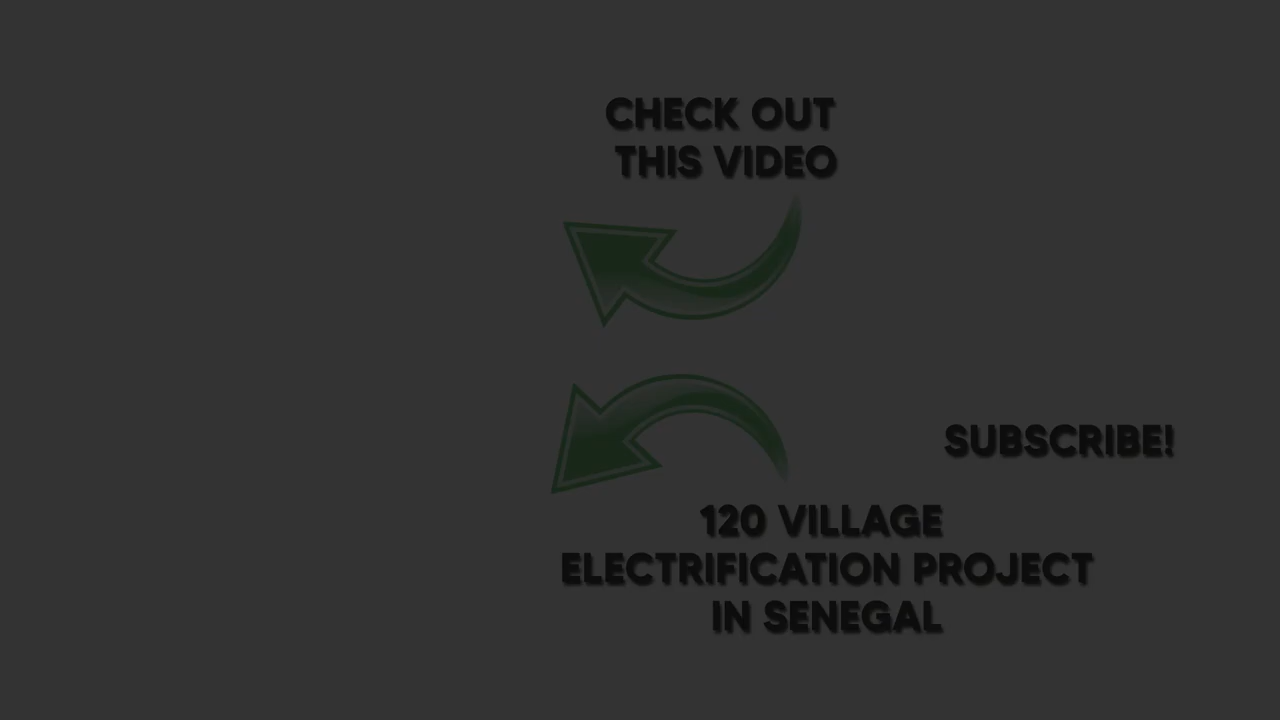 CHECK OUT
THIS VIDEO
SUBSCRIBE!
120 VILLAGE
ELECTRIFICATION PROJECT
IN SENEGAL